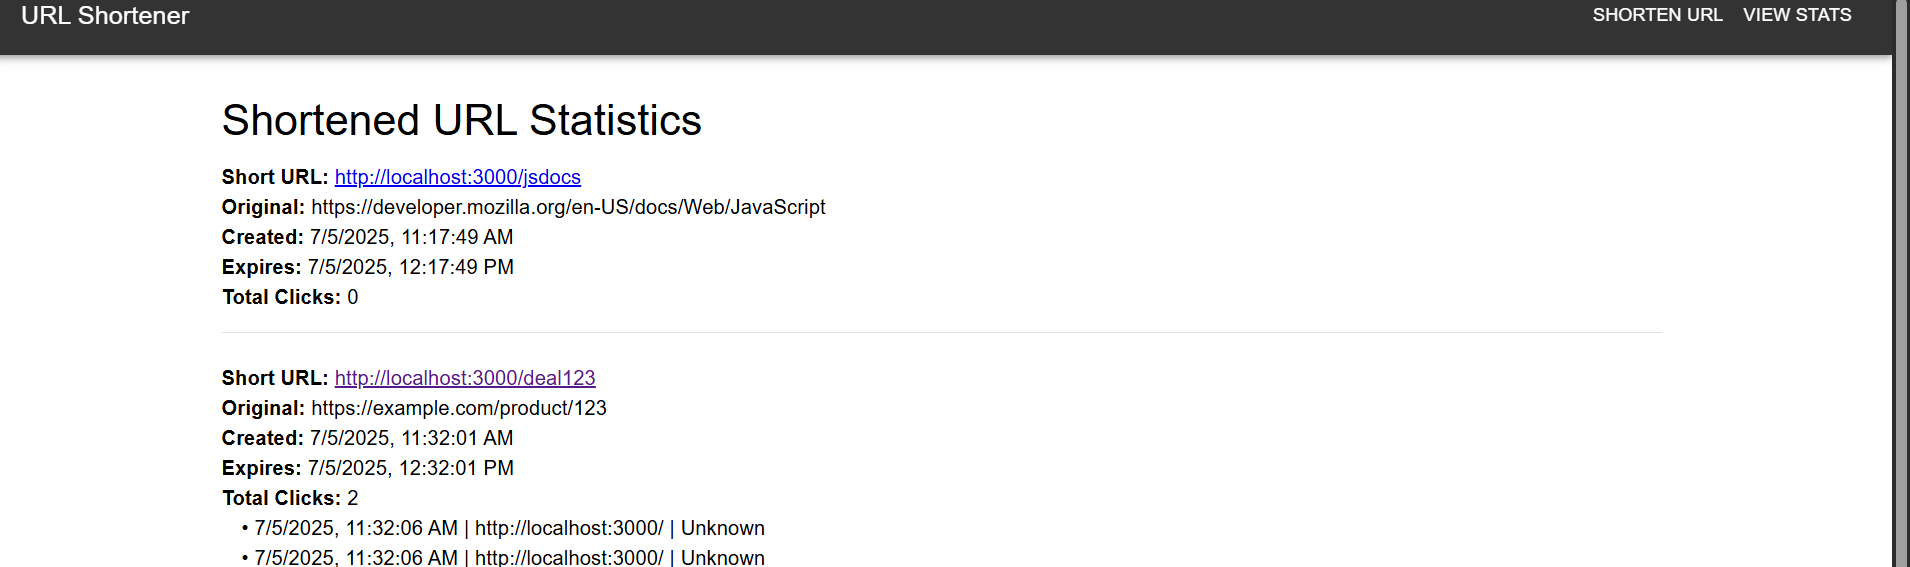 URL Shortener
SHORTEN URL VIEW STATS
Shortened URL Statistics
Short URL: http://localhost:3000/jsdocs
Original: https://developer.mozilla.org/en-US/docs/Web/JavaScript
Created: 7/5/2025, 11:17:49 AM
Expires: 7/5/2025, 12:17:49 PM
Total Clicks: 0
Short URL: http://localhost:3000/deal123
Original: https://example.com/product/123
Created: 7/5/2025, 11:32:01 AM
Expires: 7/5/2025, 12:32:01 PM
Total Clicks: 2
• 7/5/2025, 11:32:06 AM | http://localhost:3000/ | Unknown
• 7/5/2025, 11:32:06 AM | http://localhost:3000/ | Unknown